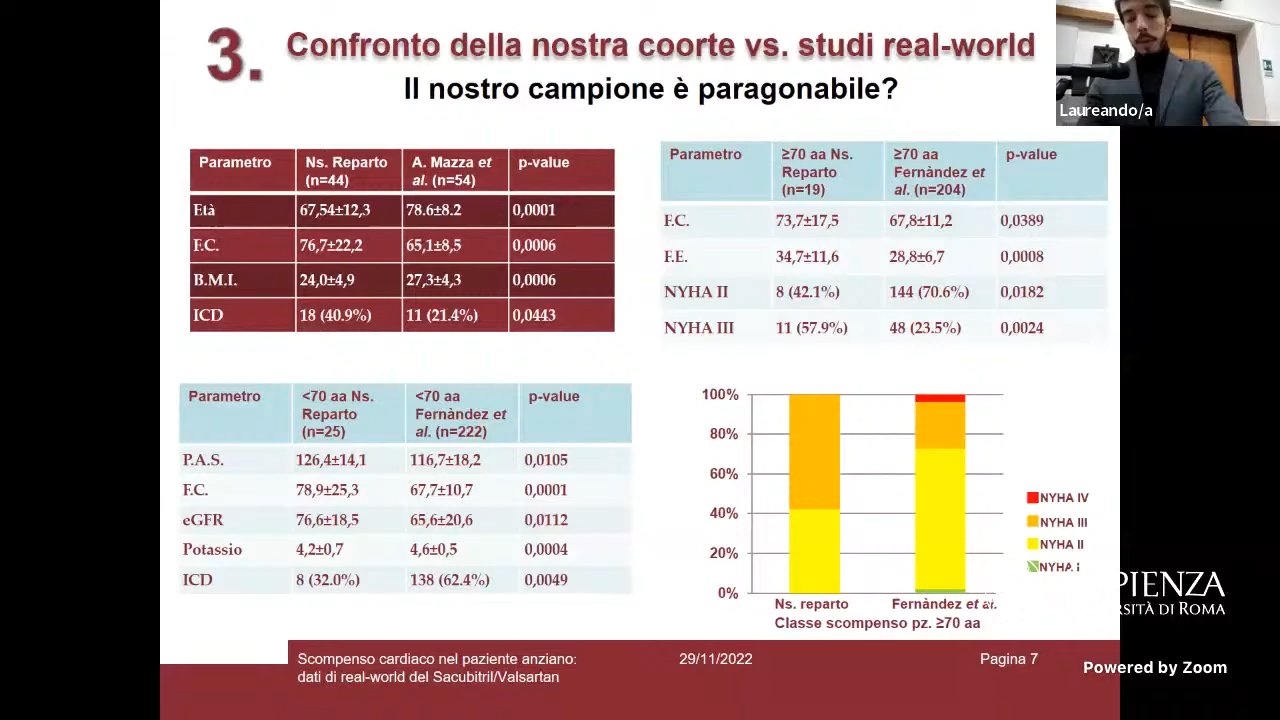 3.
Confronto della nostra coorte vs. studi real-world
Il nostro campione è paragonabile?
Laureando/a
Parametro Ns. Reparto (n=44) A. Mazza et al. (n=54) p-value
Età 67,54±12,3 78.6±8.2 0,0001
F.C. 76,7±22,2 65,1±8,5 0,0006
B.M.I. 24,0±4,9 27,3±4,3 0,0006
ICD 18 (40.9%) 11 (21.4%) 0,0443
Parametro ≥70 aa Ns. Reparto (n=19) ≥70 aa Fernàndez et al. (n=204) p-value
F.C. 73,7±17,5 67,8±11,2 0,0389
F.E. 34,7±11,6 28,8±6,7 0,0008
NYHA II 8 (42.1%) 144 (70.6%) 0,0182
NYHA III 11 (57.9%) 48 (23.5%) 0,0024
Parametro <70 aa Ns. Reparto (n=25) <70 aa Fernàndez et al. (n=222) p-value
P.A.S. 126,4±14,1 116,7±18,2 0,0105
F.C. 78,9±25,3 67,7±10,7 0,0001
eGFR 76,6±18,5 65,6±20,6 0,0112
Potassio 4,2±0,7 4,6±0,5 0,0004
ICD 8 (32.0%) 138 (62.4%) 0,0049
100%
80%
60%
40%
20%
0%
NYHA IV
NYHA III
NYHA II
NYHA I
Ns. reparto Fernàndez et al.
Classe scompenso pz. ≥70 aa
PIENZA
RSITÀ DI ROMA
Scompenso cardiaco nel paziente anziano:
dati di real-world del Sacubitril/Valsartan
29/11/2022
Pagina 7
Powered by Zoom